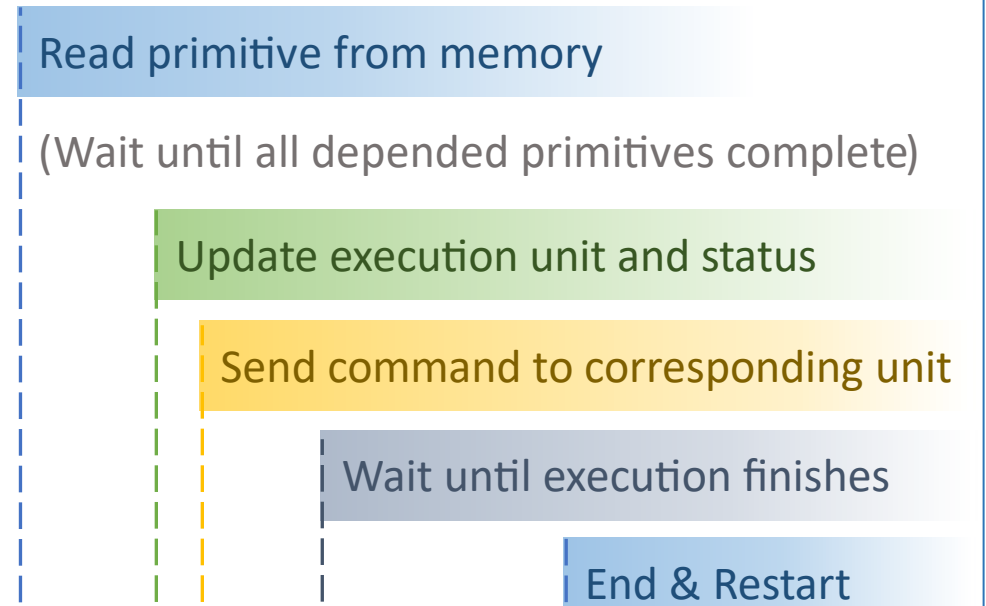 Read primitive from memory
(Wait until all depended primitives complete)
Update execution unit and status
Send command to corresponding unit
Wait until execution finishes
End & Restart